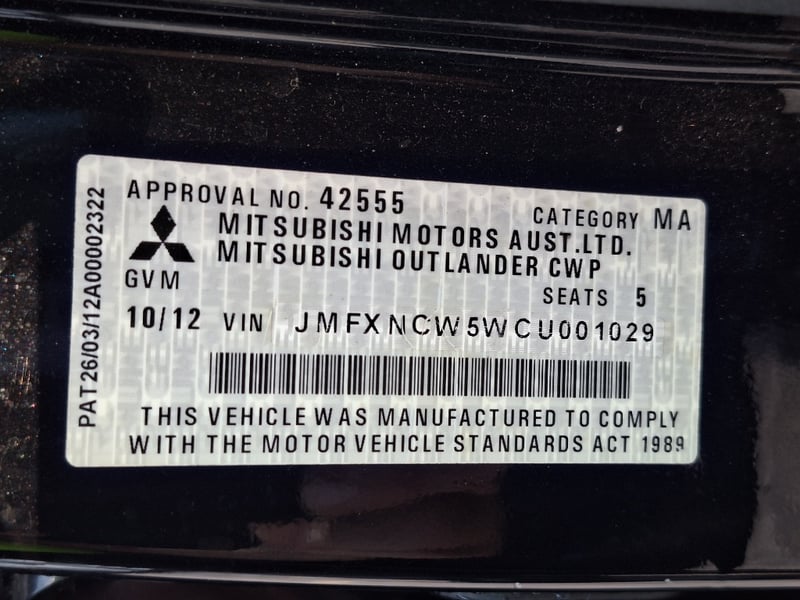 APPROVAL NO. 42555
CATEGORY MA
MITSUBISHI MOTORS AUST.LTD.
MITSUBISHI OUTLANDER CWP
GVM
SEATS 5
10/12 VIN JMFXNCW5WCU001029
THIS VEHICLE WAS MANUFACTURED TO COMPLY
WITH THE MOTOR VEHICLE STANDARDS ACT 1989
PAT26/03/12A00002322